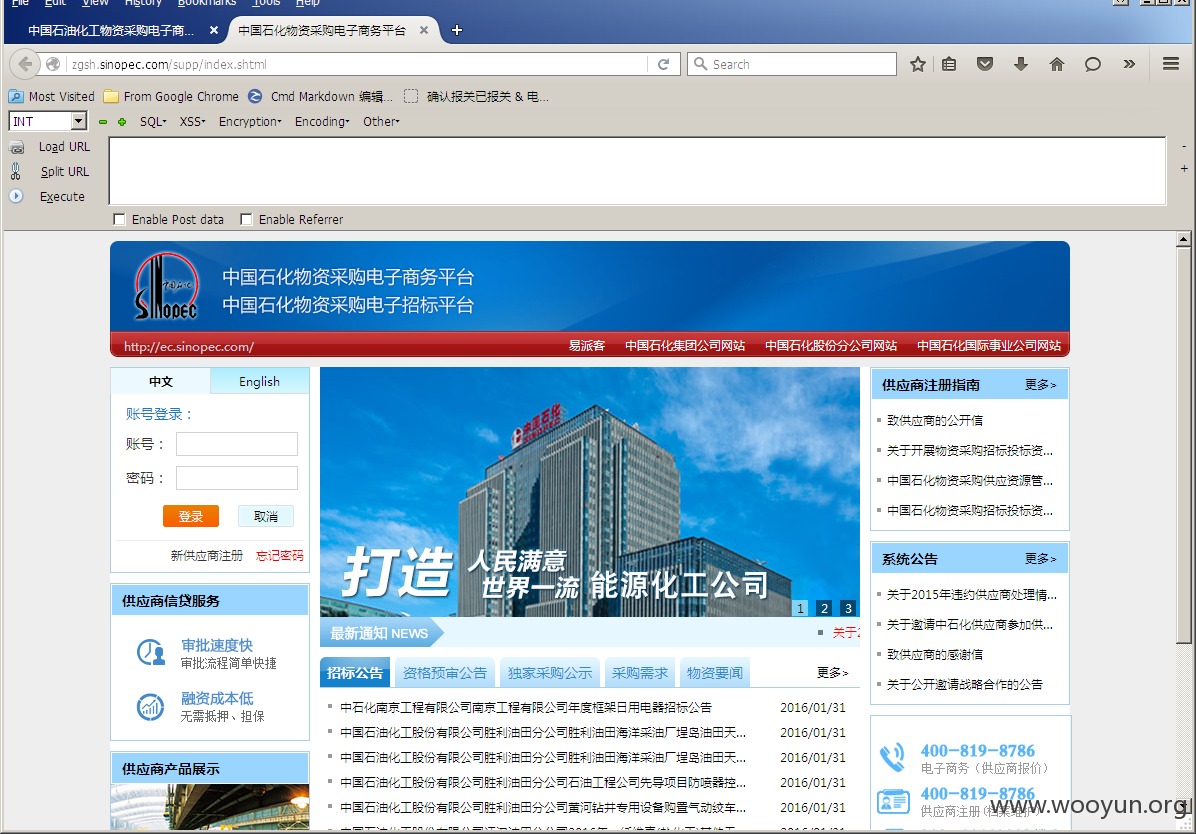 File Edit View History Bookmarks Tools Help
中国石油化工物资采购电子商... 中国石化物资采购电子商务平台
zgsh.sinopec.com/supp/index.shtml Search
Most Visited From Google Chrome Cmd Markdown 编辑... 确认报关已报关 & 电...
INT SQL XSS Encryption Encoding Other
Load URL
Split URL
Execute
Enable Post data Enable Referrer
SINOPEC
中国石化物资采购电子商务平台
中国石化物资采购电子招标平台
http://ec.sinopec.com/ 易派客 中国石化集团公司网站 中国石化股份分公司网站 中国石化国际事业公司网站
中文 English
账号登录：
账号：
密码：
登录 取消
新供应商注册 忘记密码
供应商信贷服务
审批速度快
审批流程简单快捷
融资成本低
无需抵押、担保
供应商产品展示
中国石化
SINOPEC
打造 人民满意
世界一流 能源化工公司
1 2 3
最新通知 NEWS 关于2
招标公告 资格预审公告 独家采购公示 采购需求 物资要闻 更多>
中石化南京工程有限公司南京工程有限公司年度框架日用电器招标公告 2016/01/31
中国石油化工股份有限公司胜利油田分公司胜利油田海洋采油厂埕岛油田天... 2016/01/31
中国石油化工股份有限公司胜利油田分公司胜利油田海洋采油厂埕岛油田天... 2016/01/31
中国石油化工股份有限公司胜利油田分公司石油工程公司先导项目防喷器控... 2016/01/31
中国石油化工股份有限公司胜利油田分公司黄河钻井专用设备购置气动绞车... 2016/01/31
供应商注册指南 更多>
致供应商的公开信
关于开展物资采购招标投标资...
中国石化物资采购供应资源管...
中国石化物资采购招标投标资...
系统公告 更多>
关于2015年违约供应商处理情...
关于邀请中石化供应商参加供...
致供应商的感谢信
关于公开邀请战略合作的公告
400-819-8786
电子商务（供应商报价）
400-819-8786
供应商注册(档案维护)
www.wooyun.org